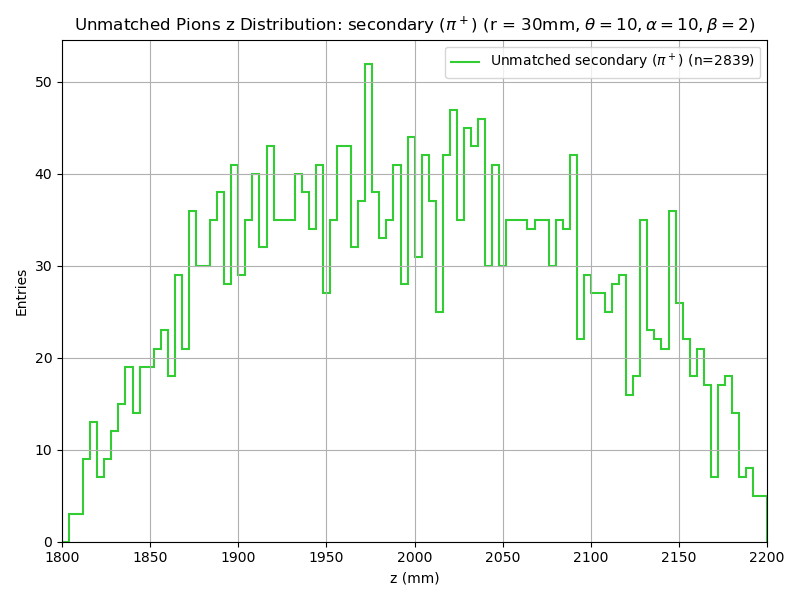 Unmatched Pions z Distribution: secondary (π⁺) (r = 30mm, θ = 10, α = 10, β = 2)
Unmatched secondary (π⁺) (n=2839)
50
40
30
20
10
0
Entries
1800 1850 1900 1950 2000 2050 2100 2150 2200
z (mm)